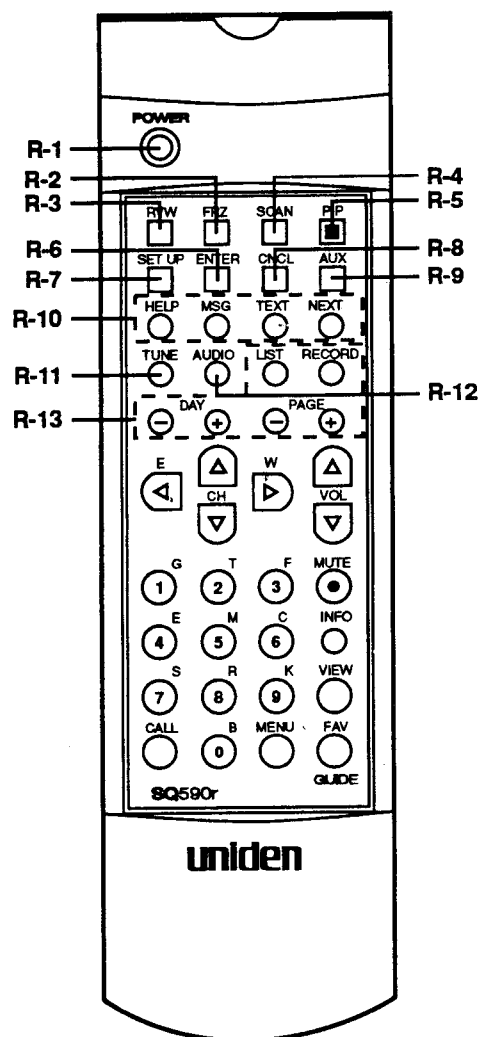 POWER
R-1
R-2
R-4
R-3
R-5
RVW FRZ SCAN PIP
R-6
R-8
SET UP ENTER CNCL AUX
R-7
R-9
HELP MSG TEXT NEXT
R-10
TUNE AUDIO LIST RECORD
R-11
R-12
R-13
DAY PAGE
− + − +
E W
CH VOL
G T F MUTE
1 2 3
E M C INFO
4 5 6
S R K VIEW
7 8 9
CALL B MENU FAV
0
GUIDE
SQ590r
uniden